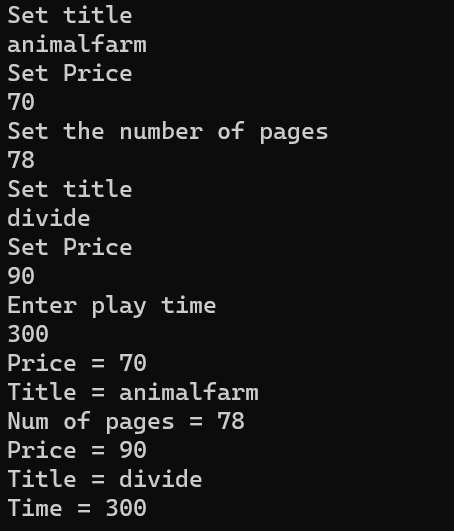 Set title
animalfarm
Set Price
70
Set the number of pages
78
Set title
divide
Set Price
90
Enter play time
300
Price = 70
Title = animalfarm
Num of pages = 78
Price = 90
Title = divide
Time = 300